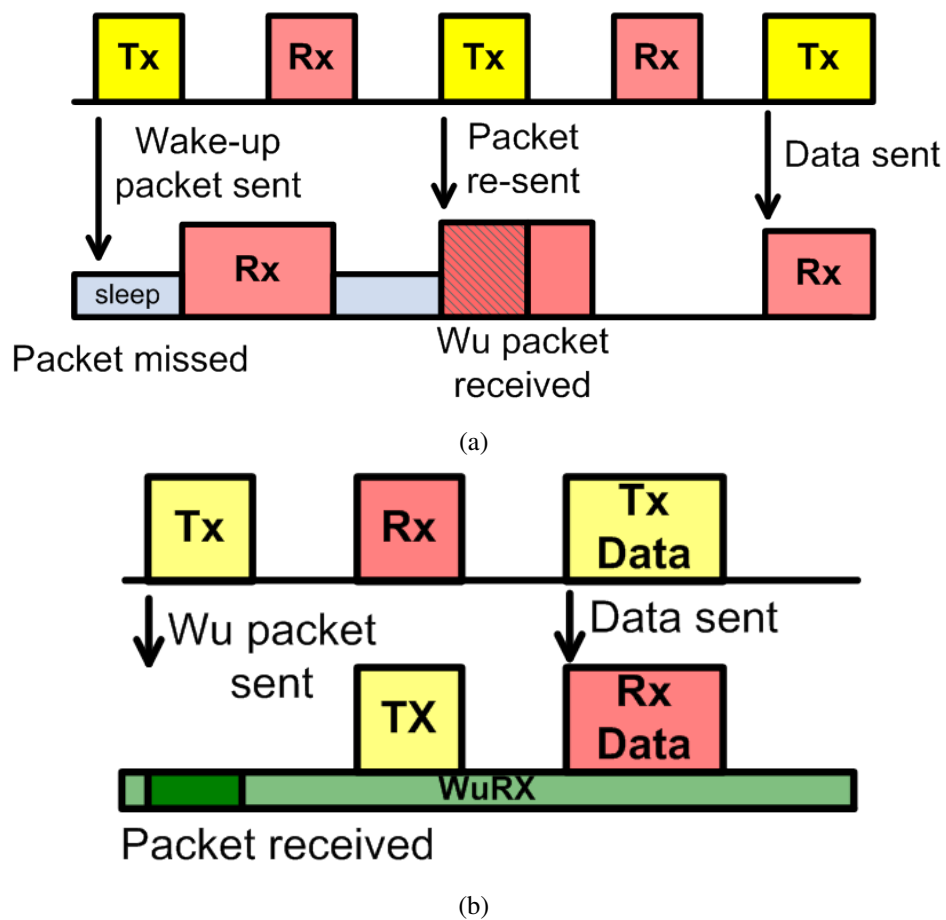 Tx Rx Tx Rx Tx
Wake-up
packet sent
Packet
re-sent
Data sent
sleep
Rx
Rx
Packet missed
Wu packet
received
(a)
Tx
Rx
Tx
Data
Wu packet
sent
Data sent
TX
Rx
Data
WuRX
Packet received
(b)